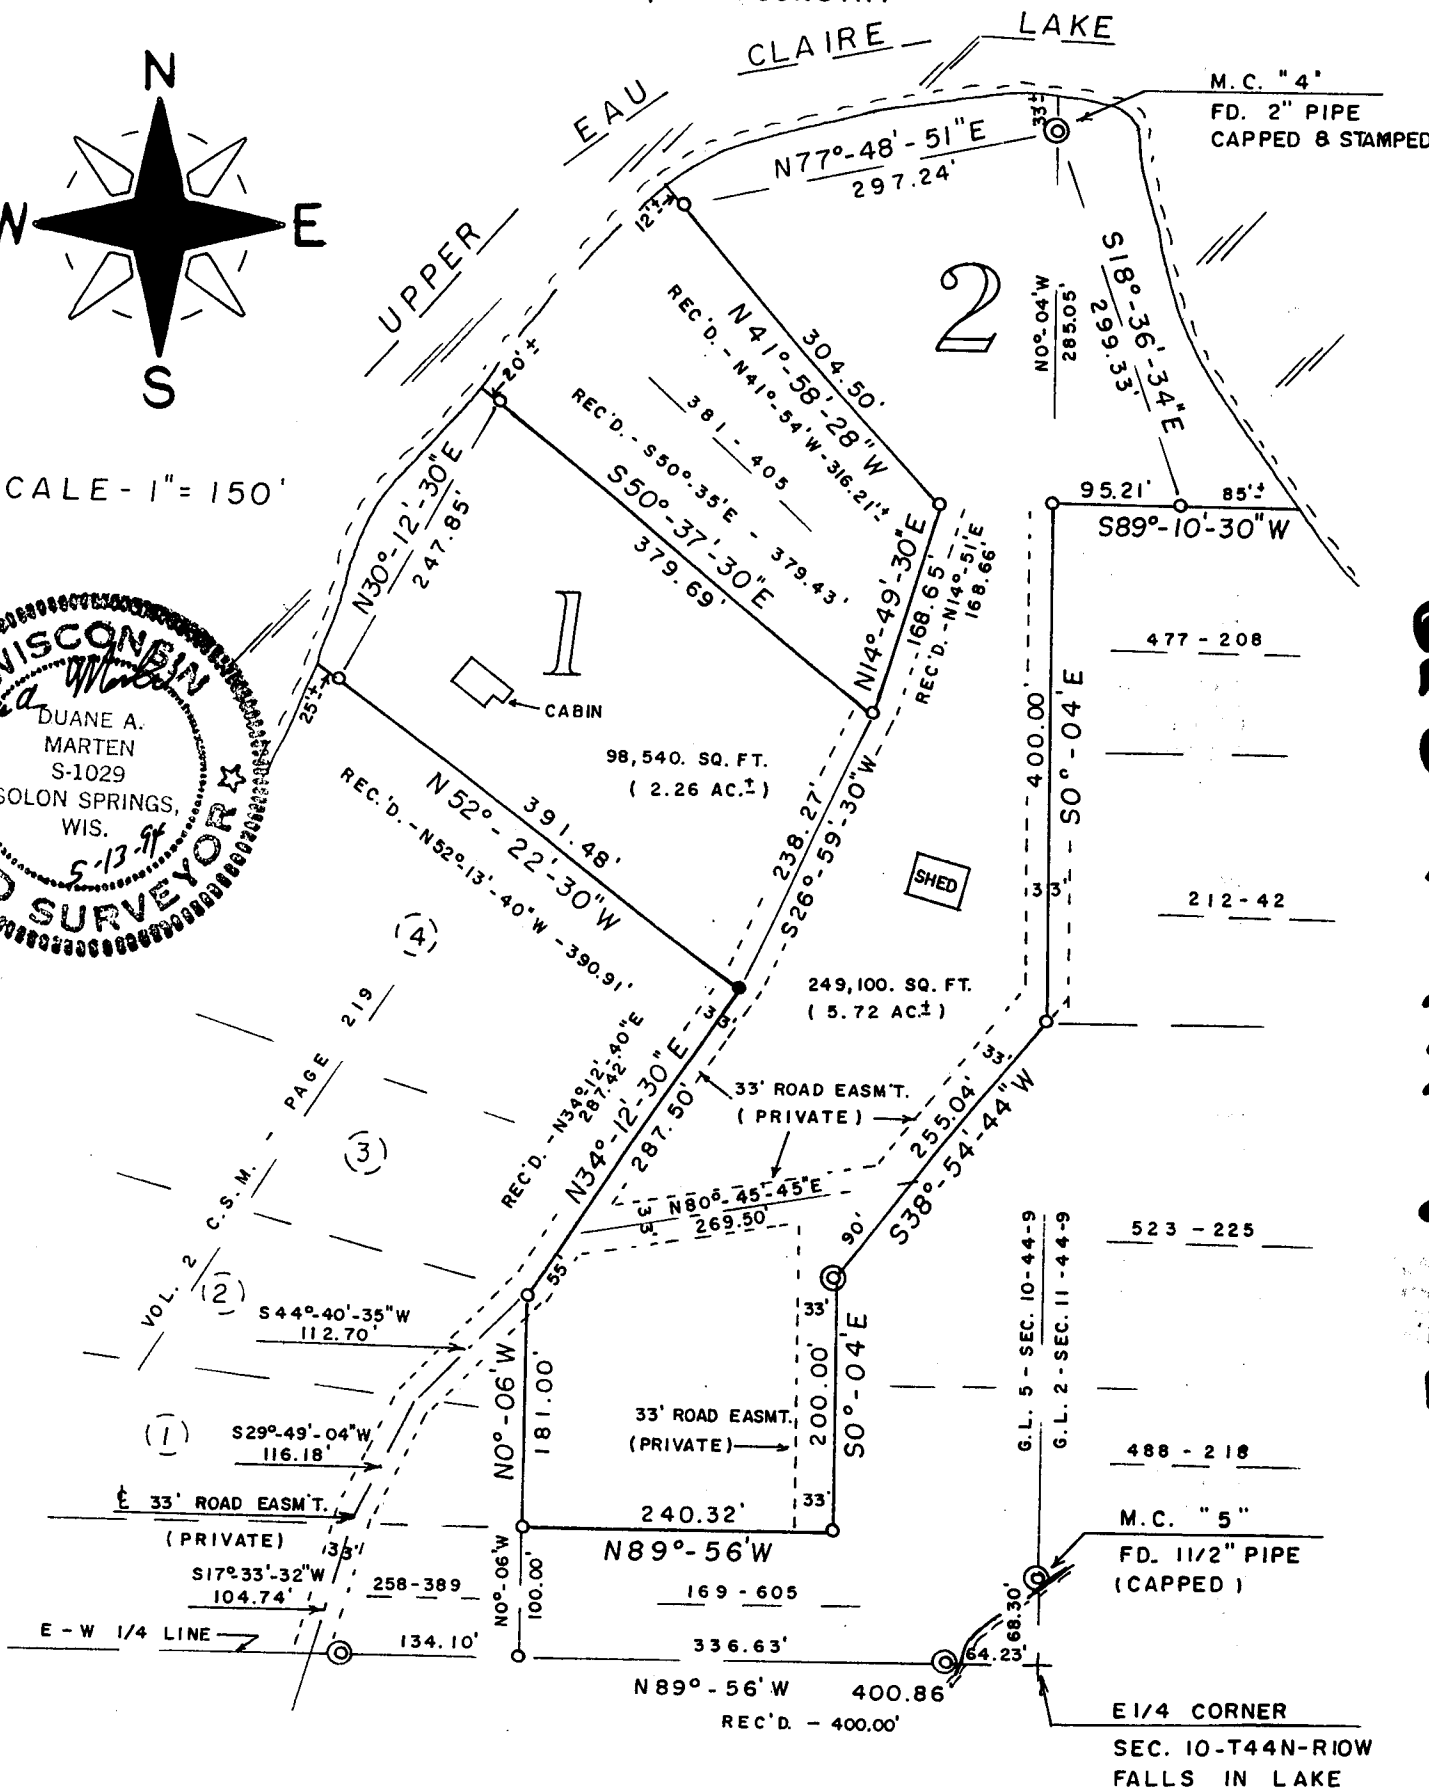 UPPER EAU CLAIRE LAKE
N
W
E
S
M.C. "4"
FD. 2" PIPE
CAPPED & STAMPED
33'±
N77°-48'-51"E
297.24'
12'±
2
N0°-04'W
285.05'
S18°-36'-34"E
299.33'
N41°-58'-28"W
304.50'
REC'D. - N41°-54'W - 316.21'±
381 - 405
REC'D. - S50°.35'E - 379.43'
S50°-37'-30"E
379.69'
20'±
N30°-12'-30"E
247.85'
CALE - 1" = 150'
95.21'
85'±
S89°-10'-30"W
N14°-49'-30"E
168.65'
REC'D. - N14°-51'E
168.66'
1
CABIN
98,540. SQ. FT.
( 2.26 AC.± )
25'±
477 - 208
400.00'
S0°-04'E
WISCONSIN
DUANE A.
MARTEN
S-1029
SOLON SPRINGS,
WIS.
5-13-94
SURVEYOR
N52°-22'-30"W
391.48'
REC.'D. - N52°-13'-40"W - 390.91'
238.27'
S26°-59'-30"W
SHED
33'
212-42
249,100. SQ. FT.
( 5.72 AC.± )
4
33'
VOL. 2 C.S.M. PAGE 219
REC'D. - N34°-12'-40"E
287.42'
N34°-12'-30"E
287.50'
33' ROAD EASM'T.
( PRIVATE )
33'
255.04'
S38°-54'-44"W
3
N80°-45'-45"E
269.50'
33'
90'
55'
G.L. 5 - SEC. 10-44-9
G.L. 2 - SEC. 11-44-9
523 - 225
2
S44°-40'-35"W
112.70'
33'
N0°-06'W
181.00'
200.00'
S0°-04'E
33' ROAD EASMT.
(PRIVATE)
1
S29°-49'-04"W
116.18'
488 - 218
33'
℄ 33' ROAD EASM'T.
(PRIVATE)
33'
240.32'
N89°-56'W
M.C. "5"
FD. 1 1/2" PIPE
(CAPPED)
S17°-33'-32"W
104.74'
258-389
N0°-06'W
100.00'
169 - 605
68.30'
E - W 1/4 LINE
134.10'
336.63'
64.23'
N89°-56'W
400.86'
REC'D. - 400.00'
E1/4 CORNER
SEC. 10-T44N-R10W
FALLS IN LAKE